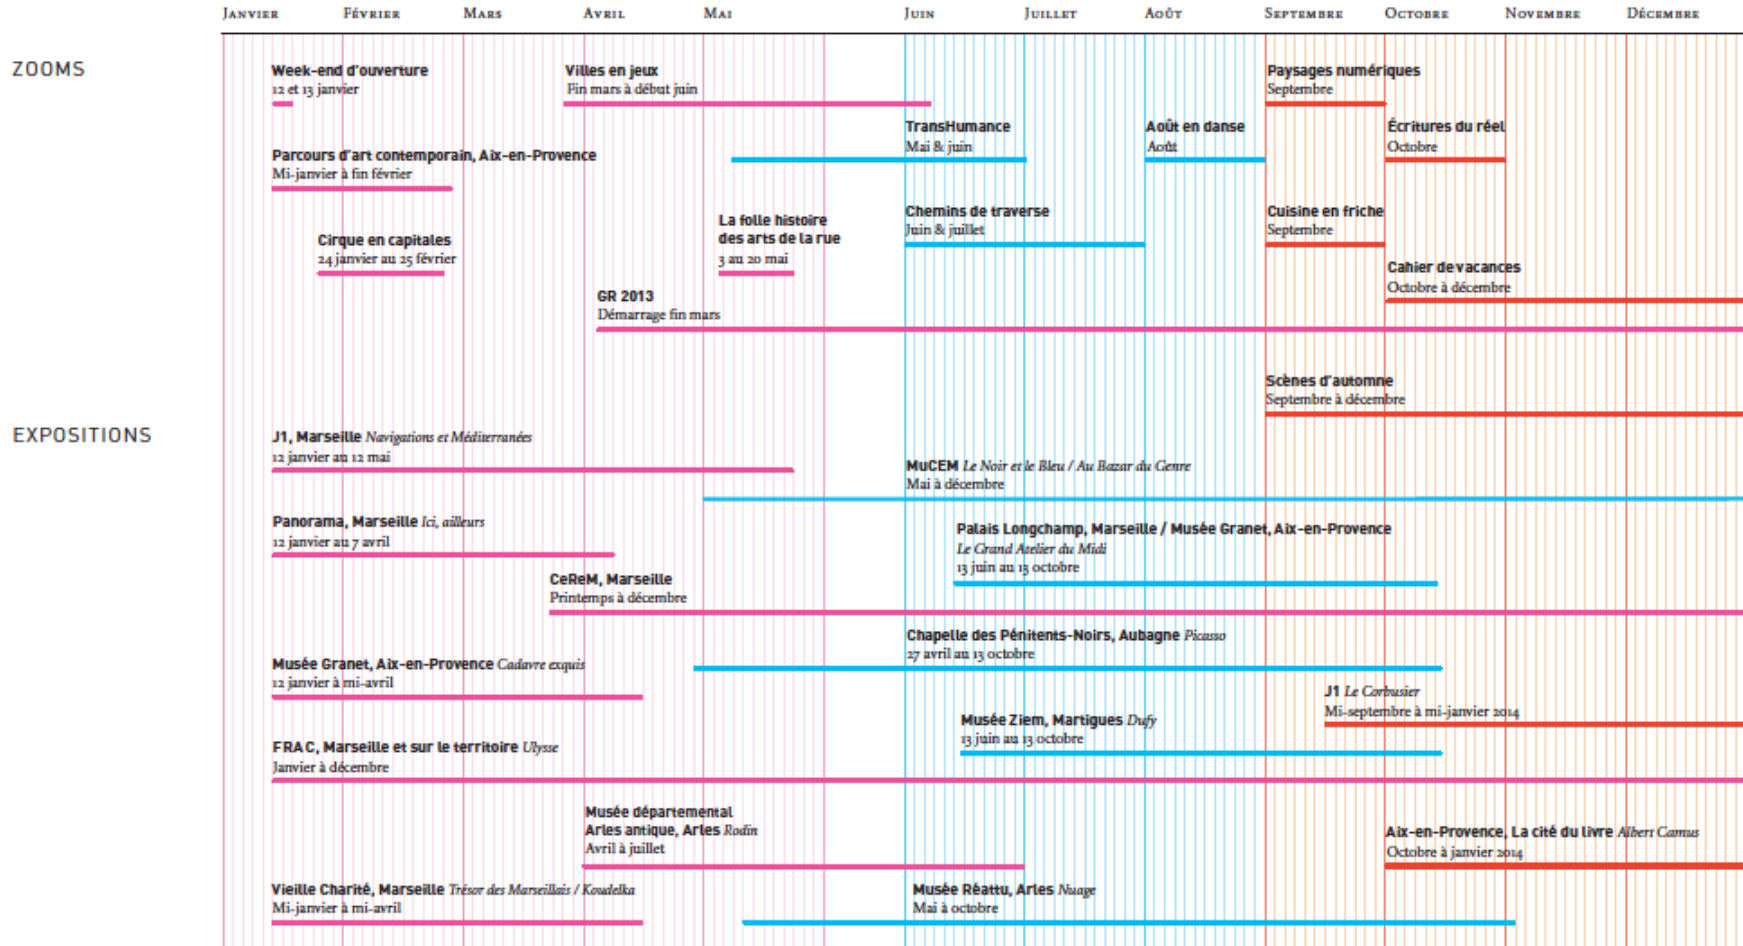 Janvier Février Mars Avril Mai Juin Juillet Août Septembre Octobre Novembre Décembre
ZOOMS
Week-end d'ouverture
12 et 13 janvier
Villes en jeux
Fin mars à début juin
Paysages numériques
Septembre
TransHumance
Mai & juin
Août en danse
Août
Écritures du réel
Octobre
Parcours d'art contemporain, Aix-en-Provence
Mi-janvier à fin février
Chemins de traverse
Juin & juillet
Cuisine en friche
Septembre
La folle histoire
des arts de la rue
3 au 20 mai
Cirque en capitales
24 janvier au 25 février
Cahier de vacances
Octobre à décembre
GR 2013
Démarrage fin mars
Scènes d'automne
Septembre à décembre
EXPOSITIONS
J1, Marseille Navigations et Méditerranées
12 janvier au 12 mai
MuCEM Le Noir et le Bleu / Au Bazar du Genre
Mai à décembre
Panorama, Marseille Ici, ailleurs
12 janvier au 7 avril
Palais Longchamp, Marseille / Musée Granet, Aix-en-Provence
Le Grand Atelier du Midi
13 juin au 13 octobre
CeReM, Marseille
Printemps à décembre
Chapelle des Pénitents-Noirs, Aubagne Picasso
27 avril au 13 octobre
Musée Granet, Aix-en-Provence Cadavre exquis
12 janvier à mi-avril
J1 Le Corbusier
Mi-septembre à mi-janvier 2014
Musée Ziem, Martigues Dufy
13 juin au 13 octobre
FRAC, Marseille et sur le territoire Ulysse
Janvier à décembre
Musée départemental
Arles antique, Arles Rodin
Avril à juillet
Aix-en-Provence, La cité du livre Albert Camus
Octobre à janvier 2014
Vieille Charité, Marseille Trésor des Marseillais / Koudelka
Mi-janvier à mi-avril
Musée Réattu, Arles Nuage
Mai à octobre